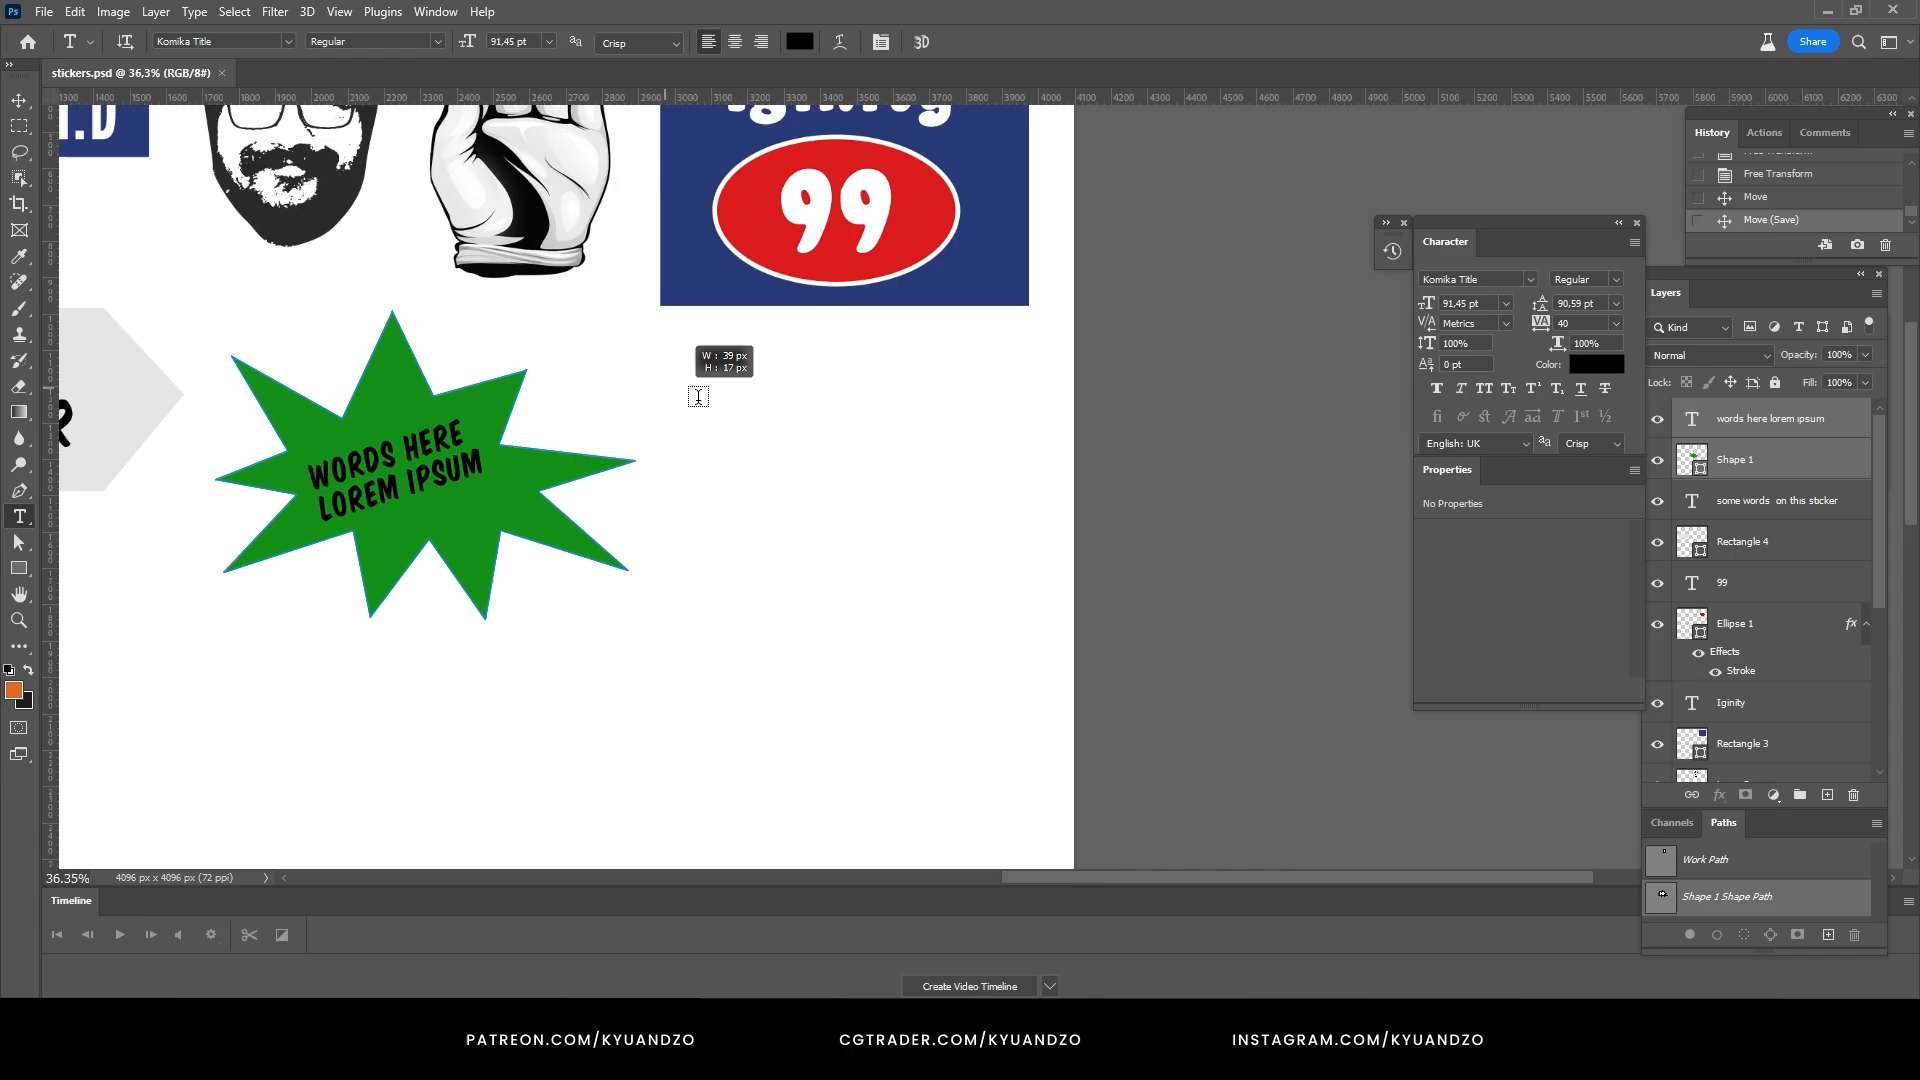 File Edit Image Layer Type Select Filter 3D View Plugins Window Help
Komika Title Regular 91,45 pt Crisp 3D Share
stickers.psd @ 36,3% (RGB/8#)
1300 1400 1500 1600 1700 1800 1900 2000 2100 2200 2300 2400 2500 2600 2700 2800 2900 3000 3100 3200 3300 3400 3500 3600 3700 3800 3900 4000 4100 4200 4300 4400 4500 4600 4700 4800 4900 5000 5100 5200 5300 5400 5500 5600 5700 5800 5900 6000 6100 6200 6300
History Actions Comments
Free Transform
Move
Move (Save)
.D
99
WORDS HERE
LOREM IPSUM
R
W : 39 px
H : 17 px
Character
Komika Title Regular
91,45 pt 90,59 pt
Metrics 40
100% 100%
0 pt Color:
English: UK Crisp
Properties
No Properties
Layers
Kind
Normal Opacity: 100%
Lock: Fill: 100%
words here lorem ipsum
Shape 1
some words on this sticker
Rectangle 4
99
Ellipse 1 fx
Effects
Stroke
Iginity
Rectangle 3
Channels Paths
Work Path
Shape 1 Shape Path
36.35% 4096 px x 4096 px (72 ppi)
Timeline
Create Video Timeline
PATREON.COM/KYUANDZO CGTRADER.COM/KYUANDZO INSTAGRAM.COM/KYUANDZO